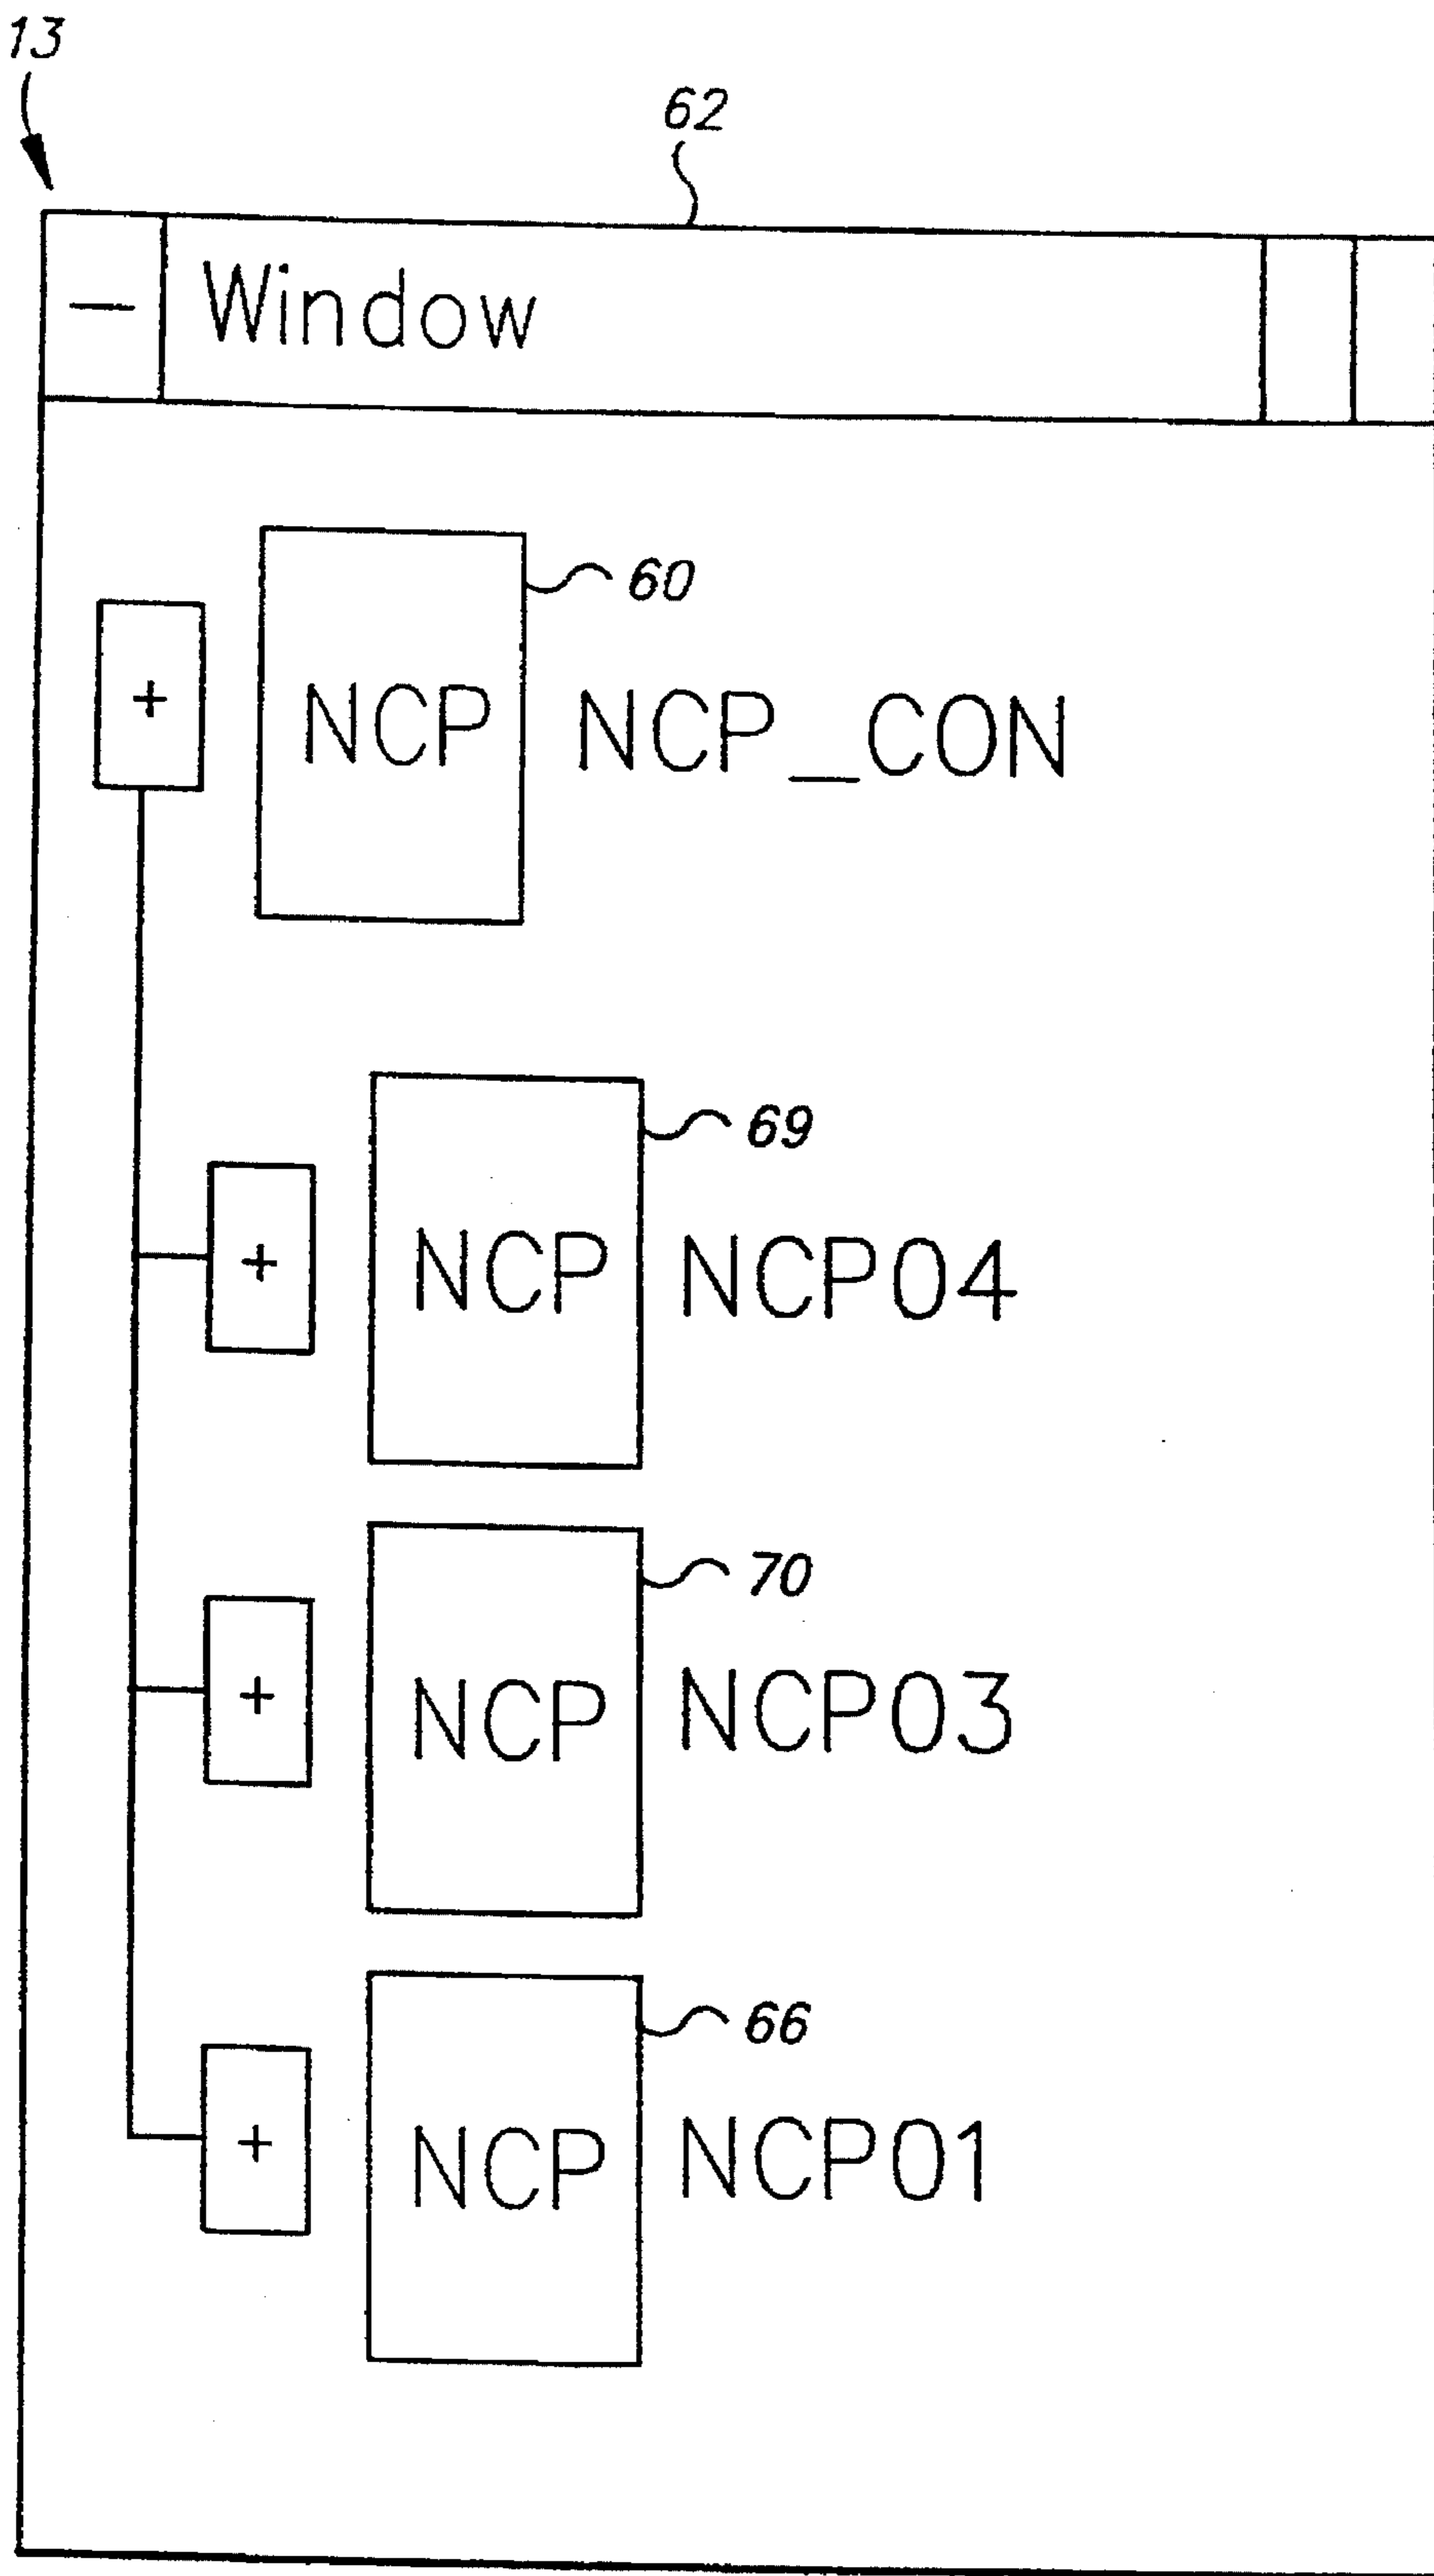 13
62
— Window
60
+ NCP NCP_CON
69
+ NCP NCP04
70
+ NCP NCP03
66
+ NCP NCP01